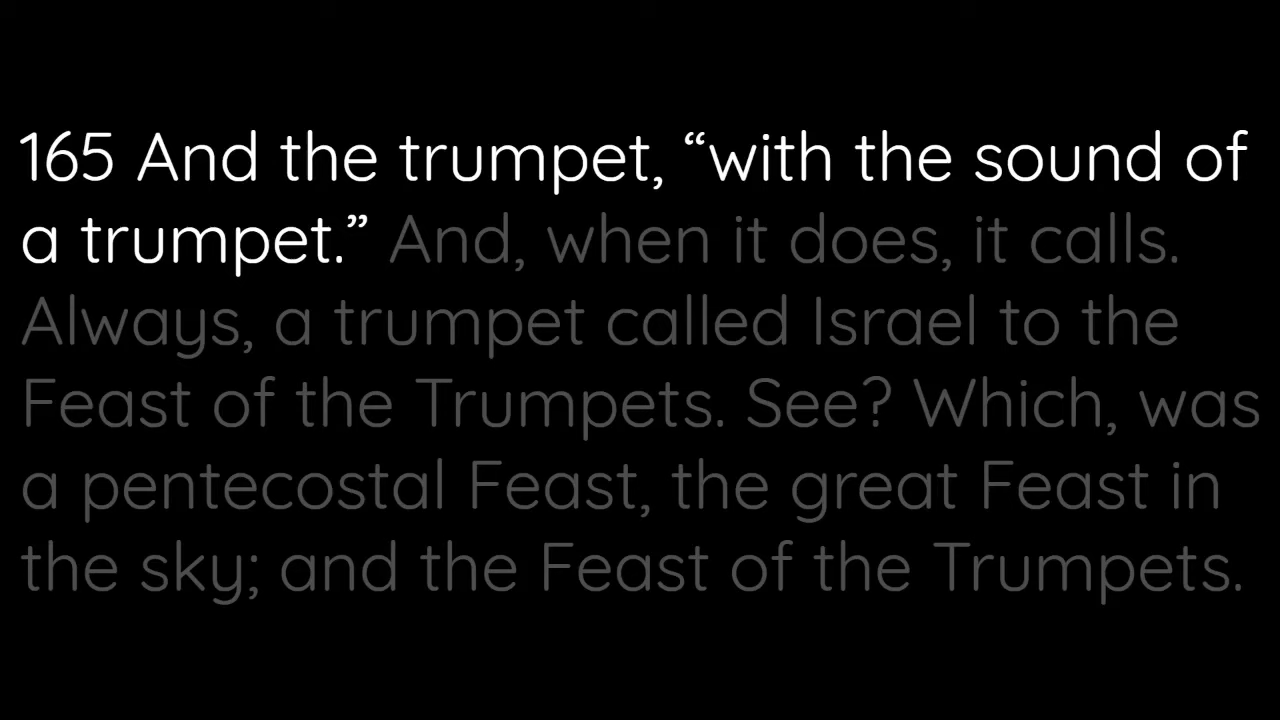 165 And the trumpet, “with the sound of
a trumpet.” And, when it does, it calls.
Always, a trumpet called Israel to the
Feast of the Trumpets. See? Which, was
a pentecostal Feast, the great Feast in
the sky; and the Feast of the Trumpets.